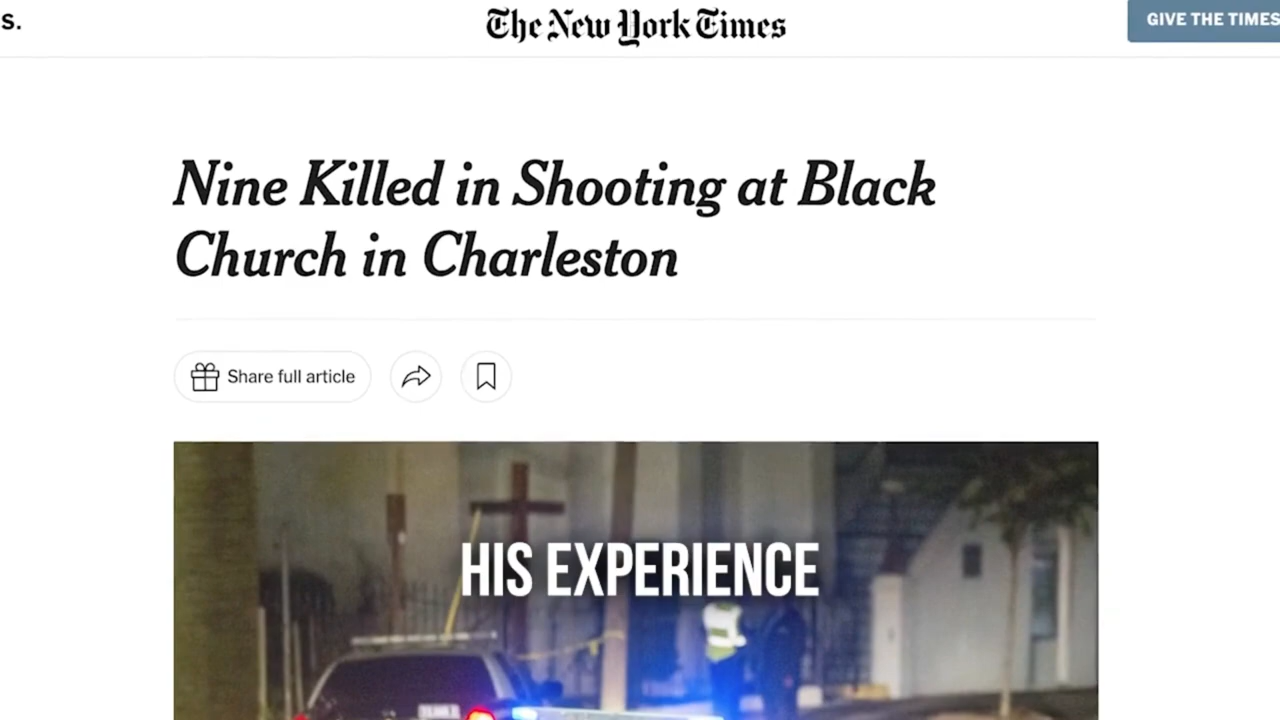 S.
The New York Times
GIVE THE TIMES
Nine Killed in Shooting at Black
Church in Charleston
Share full article
HIS EXPERIENCE